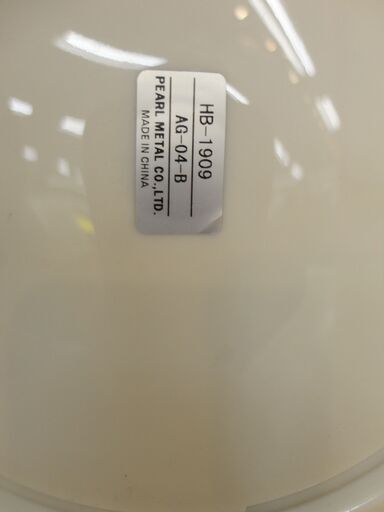 HB-1909
AG-04-B
PEARL METAL CO.,LTD.
MADE IN CHINA